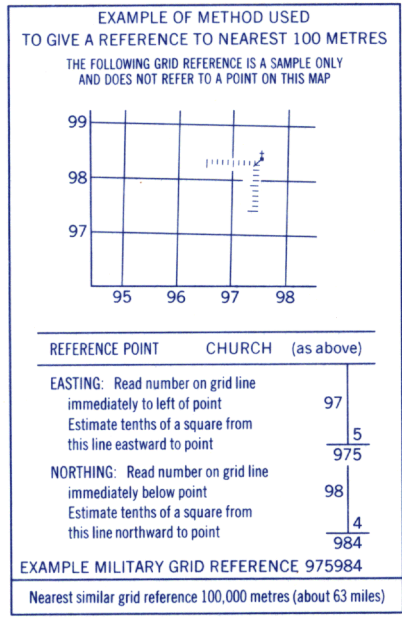 EXAMPLE OF METHOD USED
TO GIVE A REFERENCE TO NEAREST 100 METRES
THE FOLLOWING GRID REFERENCE IS A SAMPLE ONLY
AND DOES NOT REFER TO A POINT ON THIS MAP
99
98
97
95 96 97 98
REFERENCE POINT CHURCH (as above)
EASTING: Read number on grid line
immediately to left of point 97
Estimate tenths of a square from
this line eastward to point 5
975
NORTHING: Read number on grid line
immediately below point 98
Estimate tenths of a square from
this line northward to point 4
984
EXAMPLE MILITARY GRID REFERENCE 975984
Nearest similar grid reference 100,000 metres (about 63 miles)